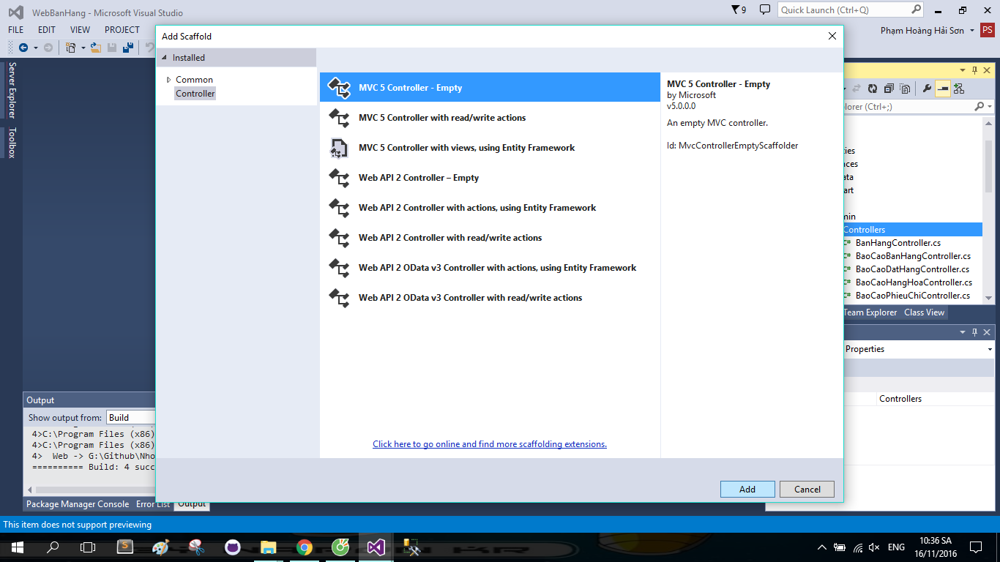 WebBanHang - Microsoft Visual Studio
9
Quick Launch (Ctrl+Q)
FILE EDIT VIEW PROJECT
Phạm Hoàng Hải Sơn PS
Add Scaffold
Server Explorer
Toolbox
Installed
Common
Controller
MVC 5 Controller - Empty
MVC 5 Controller with read/write actions
MVC 5 Controller with views, using Entity Framework
Web API 2 Controller – Empty
Web API 2 Controller with actions, using Entity Framework
Web API 2 Controller with read/write actions
Web API 2 OData v3 Controller with actions, using Entity Framework
Web API 2 OData v3 Controller with read/write actions
Click here to go online and find more scaffolding extensions.
MVC 5 Controller - Empty
by Microsoft
v5.0.0.0
An empty MVC controller.
Id: MvcControllerEmptyScaffolder
Add Cancel
lorer (Ctrl+;)
ties
nces
ata
art
min
Controllers
C# BanHangController.cs
C# BaoCaoBanHangController.cs
C# BaoCaoDatHangController.cs
C# BaoCaoHangHoaController.cs
C# BaoCaoPhieuChiController.cs
Team Explorer Class View
Properties
Controllers
Output
Show output from: Build
4>C:\Program Files (x86)
4>C:\Program Files (x86)
4> Web -> G:\Github\Nho
========== Build: 4 succ
Package Manager Console Error List Output
This item does not support previewing
ENG
10:36 SA
16/11/2016